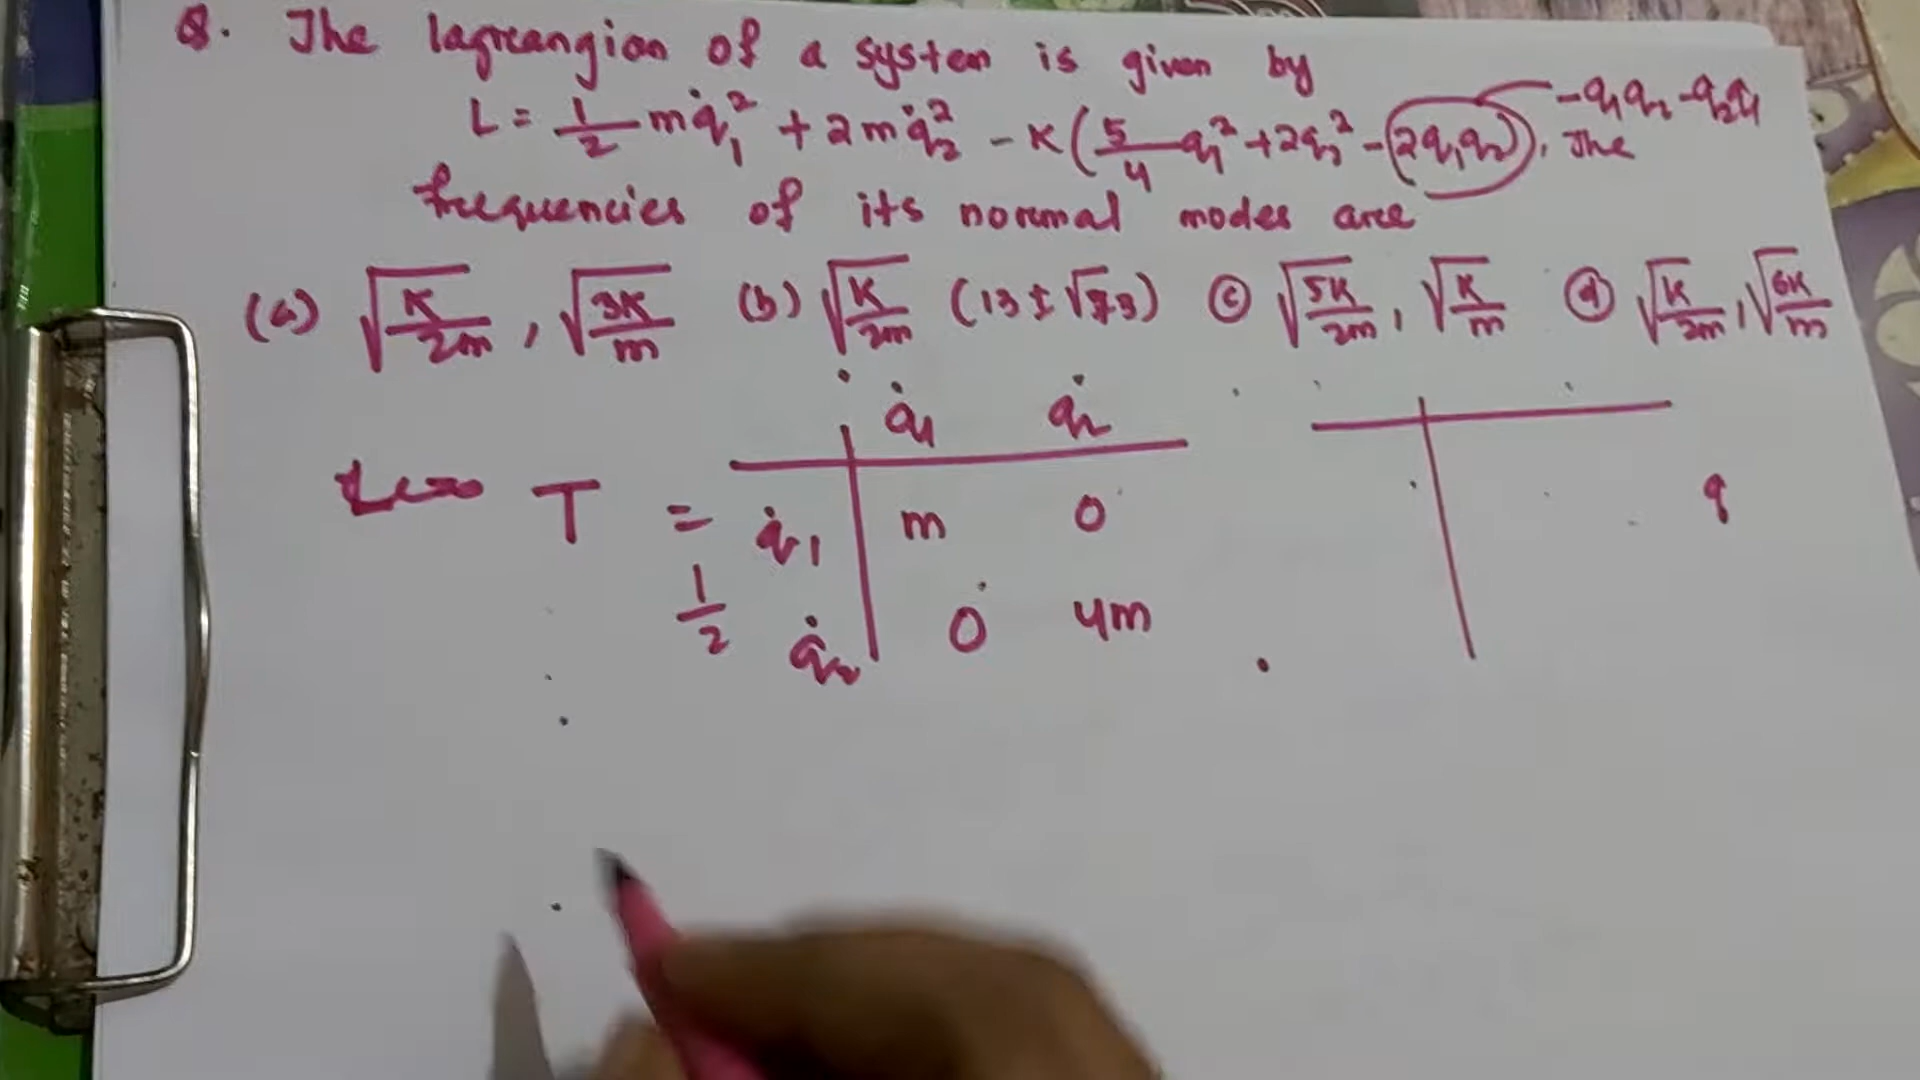 Q. The lagrangian of a system is given by
L = 1/2 m q̇₁² + 2m q̇₂² - K(5/4 q₁² + 2q₂² - 2q₁q₂). The
-q₁q₂ - q₂q₁
frequencies of its normal modes are
(a) √(K/2m), √(3K/m) (b) √(K/2m) (13 ± √73) (c) √(5K/2m), √(K/m) (d) √(K/2m), √(6K/m)
q̇₁ q̇₂
T = q̇₁ m 0
1/2 q̇₂ 0 4m